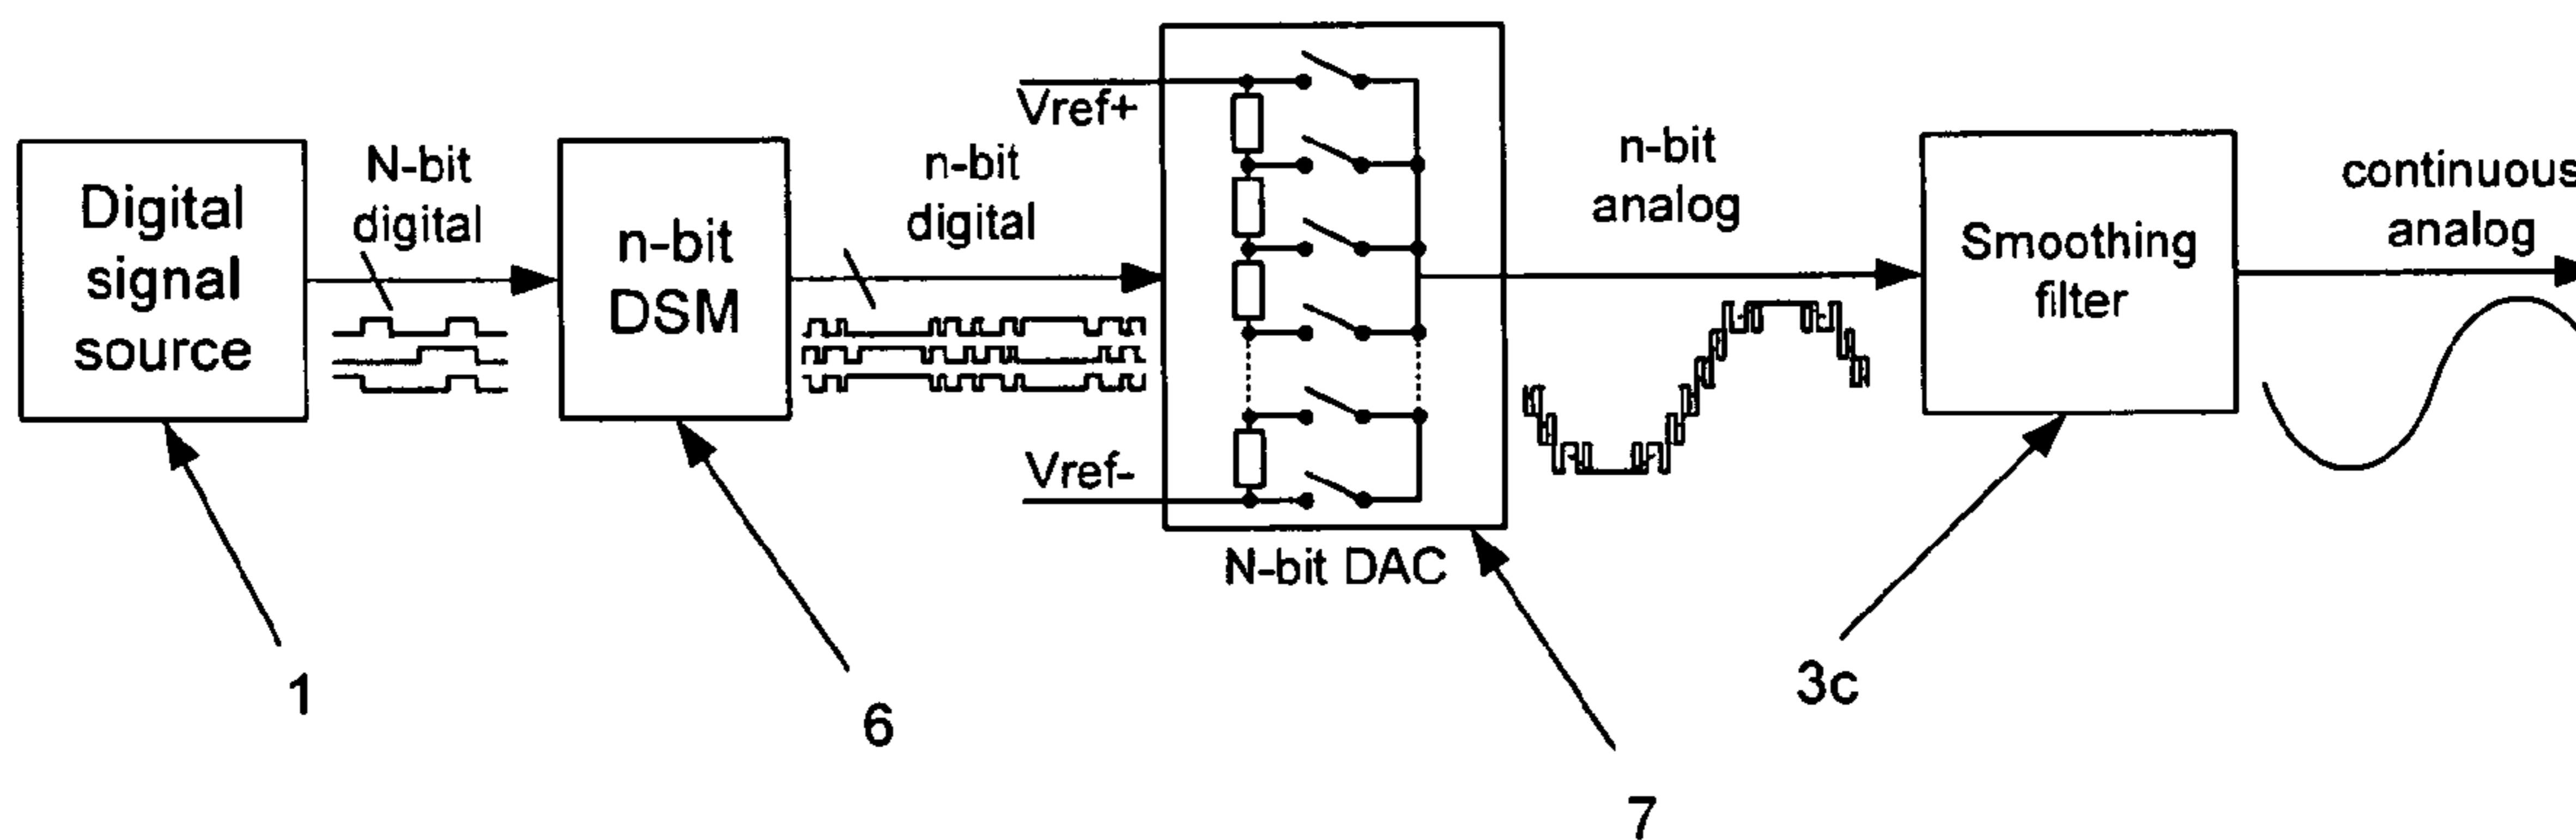 Digital
signal
source
N-bit
digital
n-bit
DSM
n-bit
digital
Vref+
Vref-
N-bit DAC
n-bit
analog
Smoothing
filter
continuous
analog
1
6
7
3c